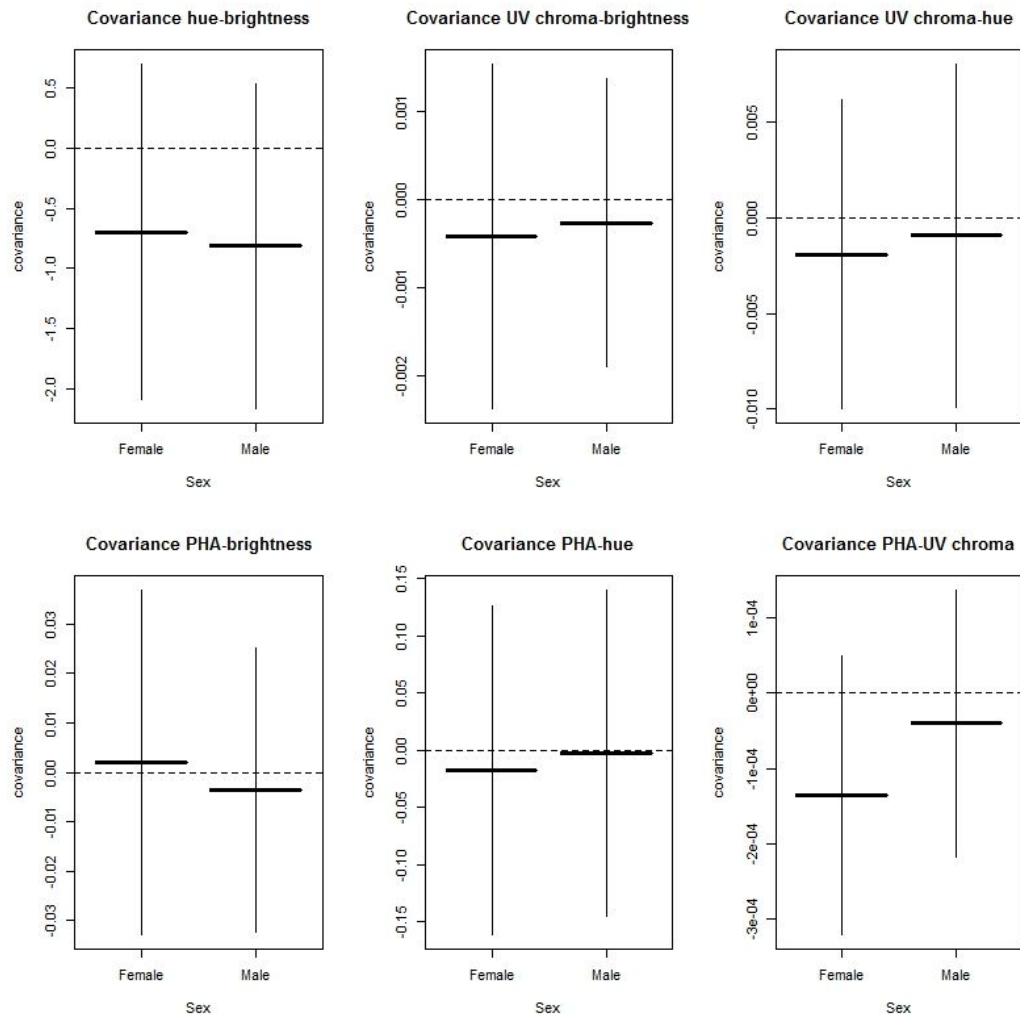 Covariance hue-brightness
covariance
0.5
0.0
-0.5
-1.0
-1.5
-2.0
Female
Male
Sex
Covariance UV chroma-brightness
covariance
0.001
0.000
-0.001
-0.002
Female
Male
Sex
Covariance UV chroma-hue
covariance
0.005
0.000
-0.005
-0.010
Female
Male
Sex
Covariance PHA-brightness
covariance
0.03
0.02
0.01
0.00
-0.01
-0.02
-0.03
Female
Male
Sex
Covariance PHA-hue
covariance
0.15
0.10
0.05
0.00
-0.05
-0.10
-0.15
Female
Male
Sex
Covariance PHA-UV chroma
covariance
1e-04
0e+00
-1e-04
-2e-04
-3e-04
Female
Male
Sex